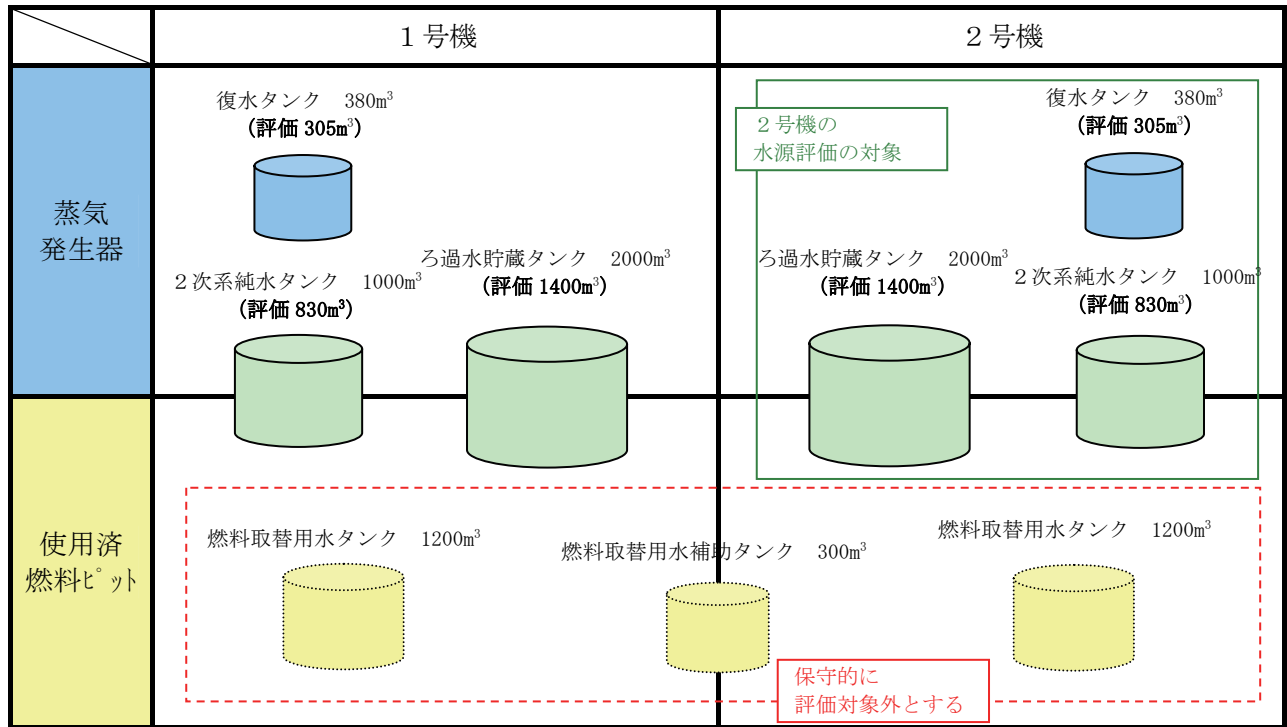 １号機
２号機
蒸気
発生器
復水タンク　380m³
(評価 305m³)
２次系純水タンク　1000m³
(評価 830m³)
ろ過水貯蔵タンク　2000m³
(評価 1400m³)
２号機の
水源評価の対象
復水タンク　380m³
(評価 305m³)
ろ過水貯蔵タンク　2000m³
(評価 1400m³)
２次系純水タンク　1000m³
(評価 830m³)
使用済
燃料ﾋﾟｯﾄ
燃料取替用水タンク　1200m³
燃料取替用水補助タンク　300m³
燃料取替用水タンク　1200m³
保守的に
評価対象外とする